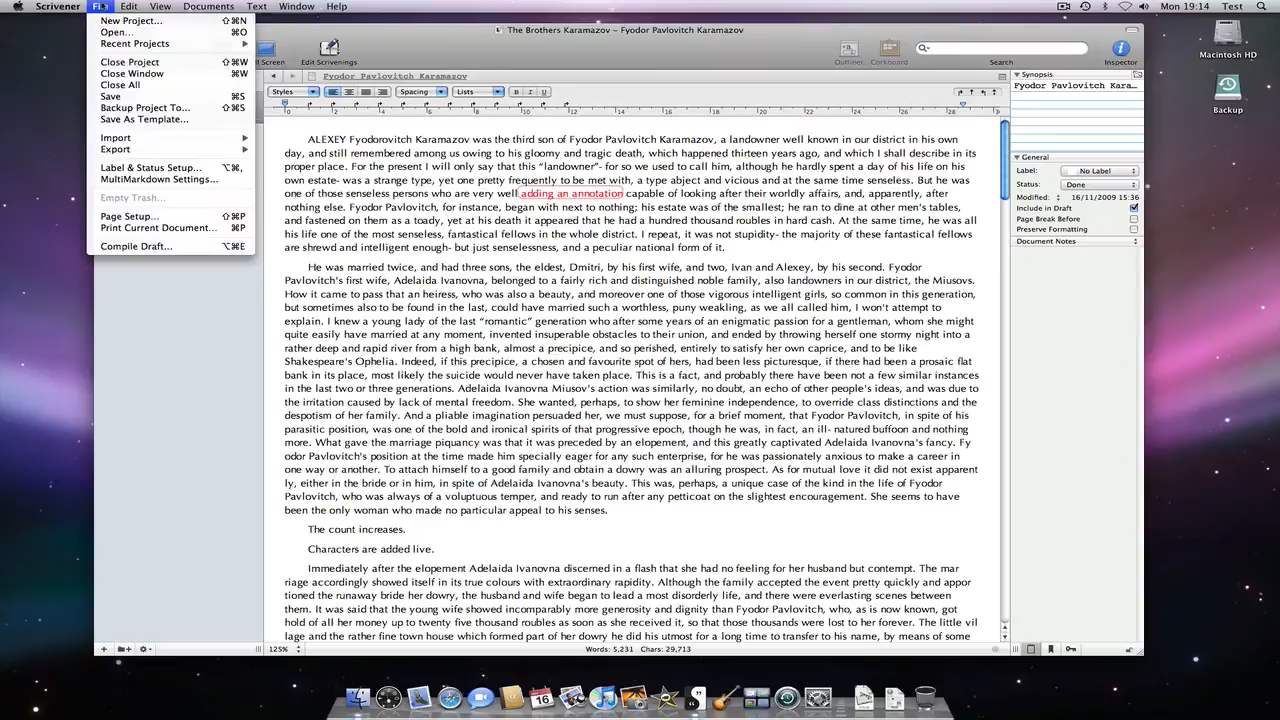 Scrivener File Edit View Documents Text Window Help Mon 19:14 Test
New Project... ⇧⌘N
Open... ⌘O
Recent Projects
Close Project ⇧⌘W
Close Window ⌘W
Close All
Save ⌘S
Backup Project To... ⇧⌘S
Save As Template...
Import
Export
Label & Status Setup... ⌥⌘,
MultiMarkdown Settings...
Empty Trash...
Page Setup... ⇧⌘P
Print Current Document... ⌘P
Compile Draft... ⌥⌘E
The Brothers Karamazov – Fyodor Pavlovitch Karamazov
Screen Edit Scrivenings Outliner Corkboard Search Inspector
Fyodor Pavlovitch Karamazov
Styles Spacing Lists B I U
0 2 4 6 8 10 12 14 16 18 20 22 24 26 28
ALEXEY Fyodorovitch Karamazov was the third son of Fyodor Pavlovitch Karamazov, a landowner well known in our district in his own
day, and still remembered among us owing to his gloomy and tragic death, which happened thirteen years ago, and which I shall describe in its
proper place. For the present I will only say that this “landowner”- for so we used to call him, although he hardly spent a day of his life on his
own estate- was a strange type, yet one pretty frequently to be met with, a type abject and vicious and at the same time senseless. But he was
one of those senseless persons who are very well adding an annotation capable of looking after their worldly affairs, and, apparently, after
nothing else. Fyodor Pavlovitch, for instance, began with next to nothing; his estate was of the smallest; he ran to dine at other men's tables,
and fastened on them as a toady, yet at his death it appeared that he had a hundred thousand roubles in hard cash. At the same time, he was all
his life one of the most senseless, fantastical fellows in the whole district. I repeat, it was not stupidity- the majority of these fantastical fellows
are shrewd and intelligent enough- but just senselessness, and a peculiar national form of it.
He was married twice, and had three sons, the eldest, Dmitri, by his first wife, and two, Ivan and Alexey, by his second. Fyodor
Pavlovitch's first wife, Adelaida Ivanovna, belonged to a fairly rich and distinguished noble family, also landowners in our district, the Miusovs.
How it came to pass that an heiress, who was also a beauty, and moreover one of those vigorous intelligent girls, so common in this generation,
but sometimes also to be found in the last, could have married such a worthless, puny weakling, as we all called him, I won't attempt to
explain. I knew a young lady of the last “romantic” generation who after some years of an enigmatic passion for a gentleman, whom she might
quite easily have married at any moment, invented insuperable obstacles to their union, and ended by throwing herself one stormy night into a
rather deep and rapid river from a high bank, almost a precipice, and so perished, entirely to satisfy her own caprice, and to be like
Shakespeare's Ophelia. Indeed, if this precipice, a chosen and favourite spot of hers, had been less picturesque, if there had been a prosaic flat
bank in its place, most likely the suicide would never have taken place. This is a fact, and probably there have been not a few similar instances
in the last two or three generations. Adelaida Ivanovna Miusov's action was similarly, no doubt, an echo of other people's ideas, and was due to
the irritation caused by lack of mental freedom. She wanted, perhaps, to show her feminine independence, to override class distinctions and the
despotism of her family. And a pliable imagination persuaded her, we must suppose, for a brief moment, that Fyodor Pavlovitch, in spite of his
parasitic position, was one of the bold and ironical spirits of that progressive epoch, though he was, in fact, an ill- natured buffoon and nothing
more. What gave the marriage piquancy was that it was preceded by an elopement, and this greatly captivated Adelaida Ivanovna's fancy. Fy
odor Pavlovitch's position at the time made him specially eager for any such enterprise, for he was passionately anxious to make a career in
one way or another. To attach himself to a good family and obtain a dowry was an alluring prospect. As for mutual love it did not exist apparent
ly, either in the bride or in him, in spite of Adelaida Ivanovna's beauty. This was, perhaps, a unique case of the kind in the life of Fyodor
Pavlovitch, who was always of a voluptuous temper, and ready to run after any petticoat on the slightest encouragement. She seems to have
been the only woman who made no particular appeal to his senses.
The count increases.
Characters are added live.
Immediately after the elopement Adelaida Ivanovna discerned in a flash that she had no feeling for her husband but contempt. The mar
riage accordingly showed itself in its true colours with extraordinary rapidity. Although the family accepted the event pretty quickly and appor
tioned the runaway bride her dowry, the husband and wife began to lead a most disorderly life, and there were everlasting scenes between
them. It was said that the young wife showed incomparably more generosity and dignity than Fyodor Pavlovitch, who, as is now known, got
hold of all her money up to twenty five thousand roubles as soon as she received it, so that those thousands were lost to her forever. The little vil
lage and the rather fine town house which formed part of her dowry he did his utmost for a long time to transfer to his name, by means of some
125% Words: 5,231 Chars: 29,713
Synopsis
Fyodor Pavlovitch Kara...
General
Label: No Label
Status: Done
Modified: 16/11/2009 15:36
Include in Draft
Page Break Before
Preserve Formatting
Document Notes
Macintosh HD
Backup
16